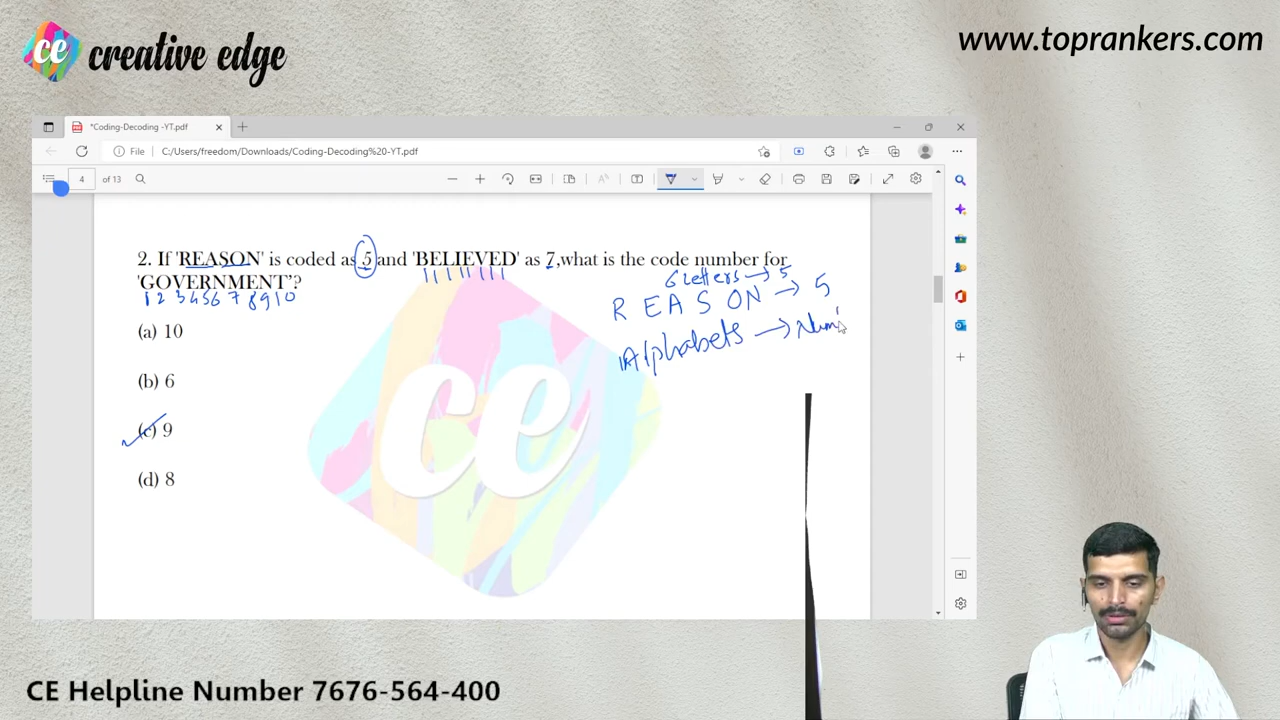 ce creative edge
www.toprankers.com
*Coding-Decoding -YT.pdf
File C:/Users/freedom/Downloads/Coding-Decoding%20-YT.pdf
4 of 13
2. If 'REASON' is coded as 5 and 'BELIEVED' as 7,what is the code number for
'GOVERNMENT'?
1 2 3 4 5 6 7 8 9 10
6 letters → 5
R E A S O N → 5
Alphabets → Num
(a) 10
(b) 6
(c) 9
(d) 8
ce
CE Helpline Number 7676-564-400